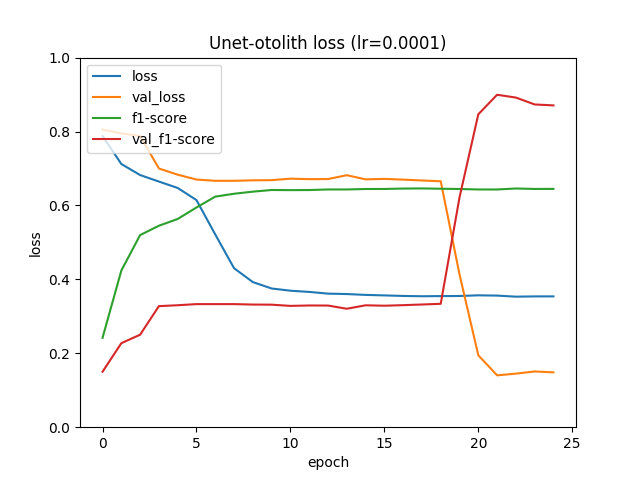 Unet-otolith loss (lr=0.0001)
loss
val_loss
f1-score
val_f1-score
1.0
0.8
0.6
0.4
0.2
0.0
loss
0 5 10 15 20 25
epoch